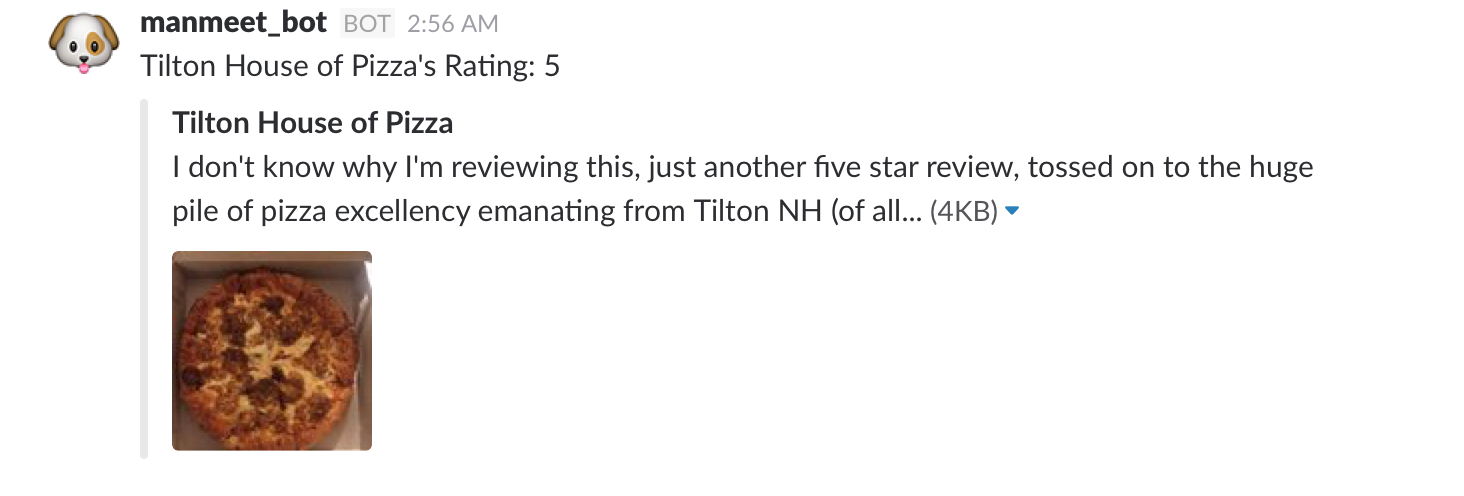 manmeet_bot BOT 2:56 AM
Tilton House of Pizza's Rating: 5
Tilton House of Pizza
I don't know why I'm reviewing this, just another five star review, tossed on to the huge
pile of pizza excellency emanating from Tilton NH (of all... (4KB)